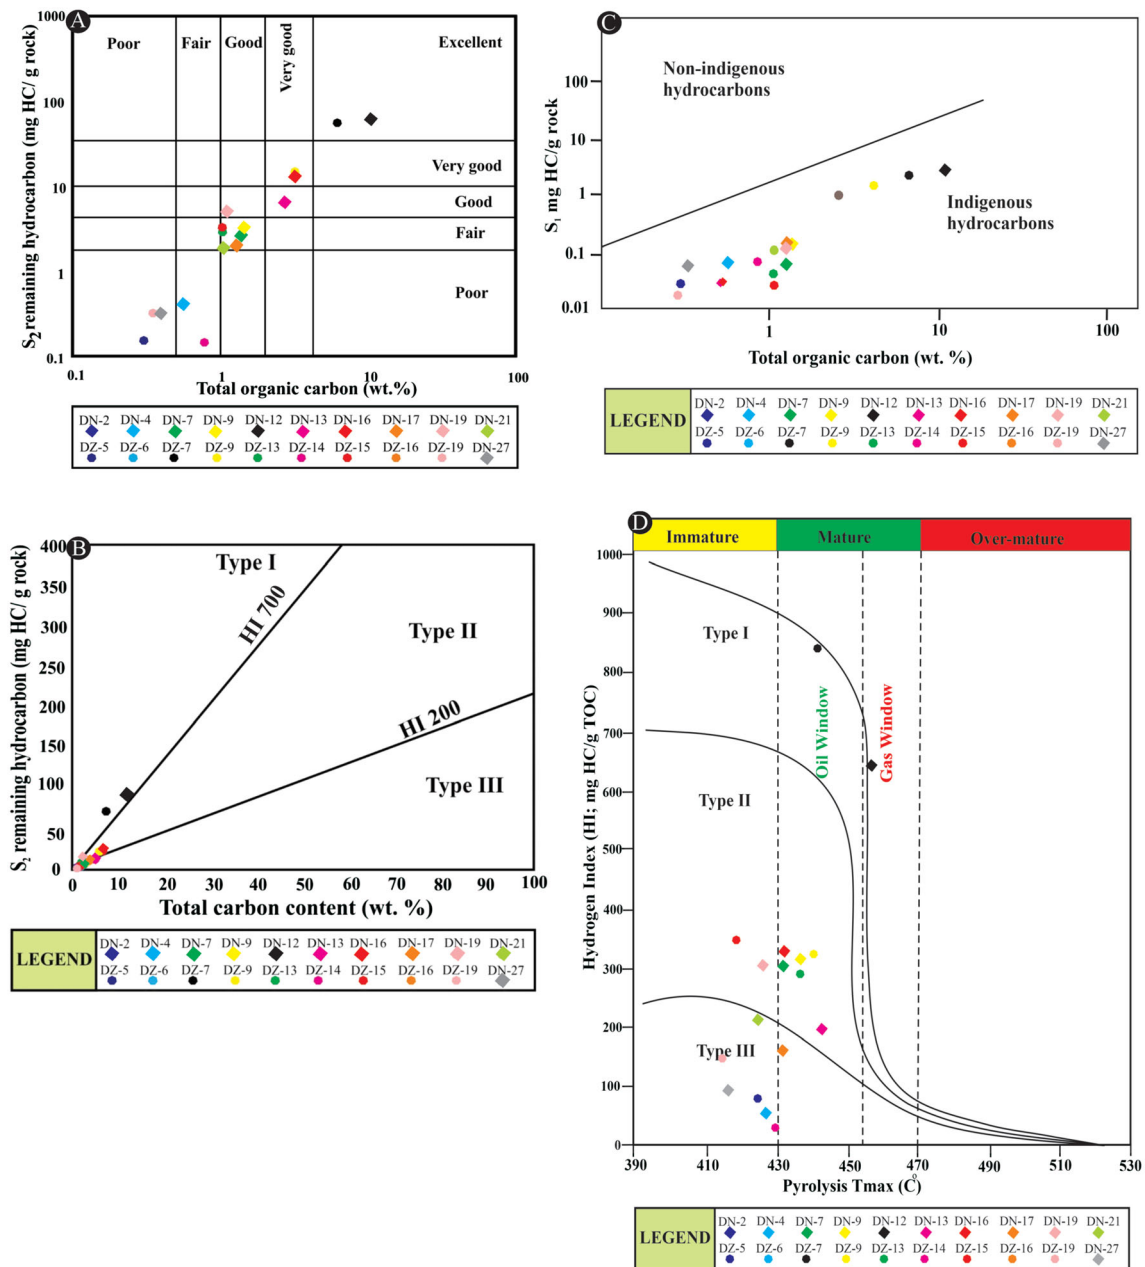 A
1000
100
10
1
0.1
S2 remaining hydrocarbon (mg HC/ g rock)
Poor
Fair
Good
Very good
Excellent
Very good
Good
Fair
Poor
0.1
1
10
100
Total organic carbon (wt.%)
DN-2 DN-4 DN-7 DN-9 DN-12 DN-13 DN-16 DN-17 DN-19 DN-21
DZ-5 DZ-6 DZ-7 DZ-9 DZ-13 DZ-14 DZ-15 DZ-16 DZ-19 DN-27
C
100
10
1
0.1
0.01
S1 mg HC/g rock
Non-indigenous
hydrocarbons
Indigenous
hydrocarbons
1
10
100
Total organic carbon (wt. %)
LEGEND
DN-2 DN-4 DN-7 DN-9 DN-12 DN-13 DN-16 DN-17 DN-19 DN-21
DZ-5 DZ-6 DZ-7 DZ-9 DZ-13 DZ-14 DZ-15 DZ-16 DZ-19 DN-27
B
400
350
300
250
200
150
100
50
0
S2 remaining hydrocarbon (mg HC/ g rock)
Type I
HI 700
Type II
HI 200
Type III
0 10 20 30 40 50 60 70 80 90 100
Total carbon content (wt. %)
LEGEND
DN-2 DN-4 DN-7 DN-9 DN-12 DN-13 DN-16 DN-17 DN-19 DN-21
DZ-5 DZ-6 DZ-7 DZ-9 DZ-13 DZ-14 DZ-15 DZ-16 DZ-19 DN-27
D
Immature
Mature
Over-mature
1000
900
800
700
600
500
400
300
200
100
0
Hydrogen Index (HI; mg HC/g TOC)
Type I
Type II
Type III
Oil Window
Gas Window
390 410 430 450 470 490 510 530
Pyrolysis Tmax (C°)
LEGEND
DN-2 DN-4 DN-7 DN-9 DN-12 DN-13 DN-16 DN-17 DN-19 DN-21
DZ-5 DZ-6 DZ-7 DZ-9 DZ-13 DZ-14 DZ-15 DZ-16 DZ-19 DN-27